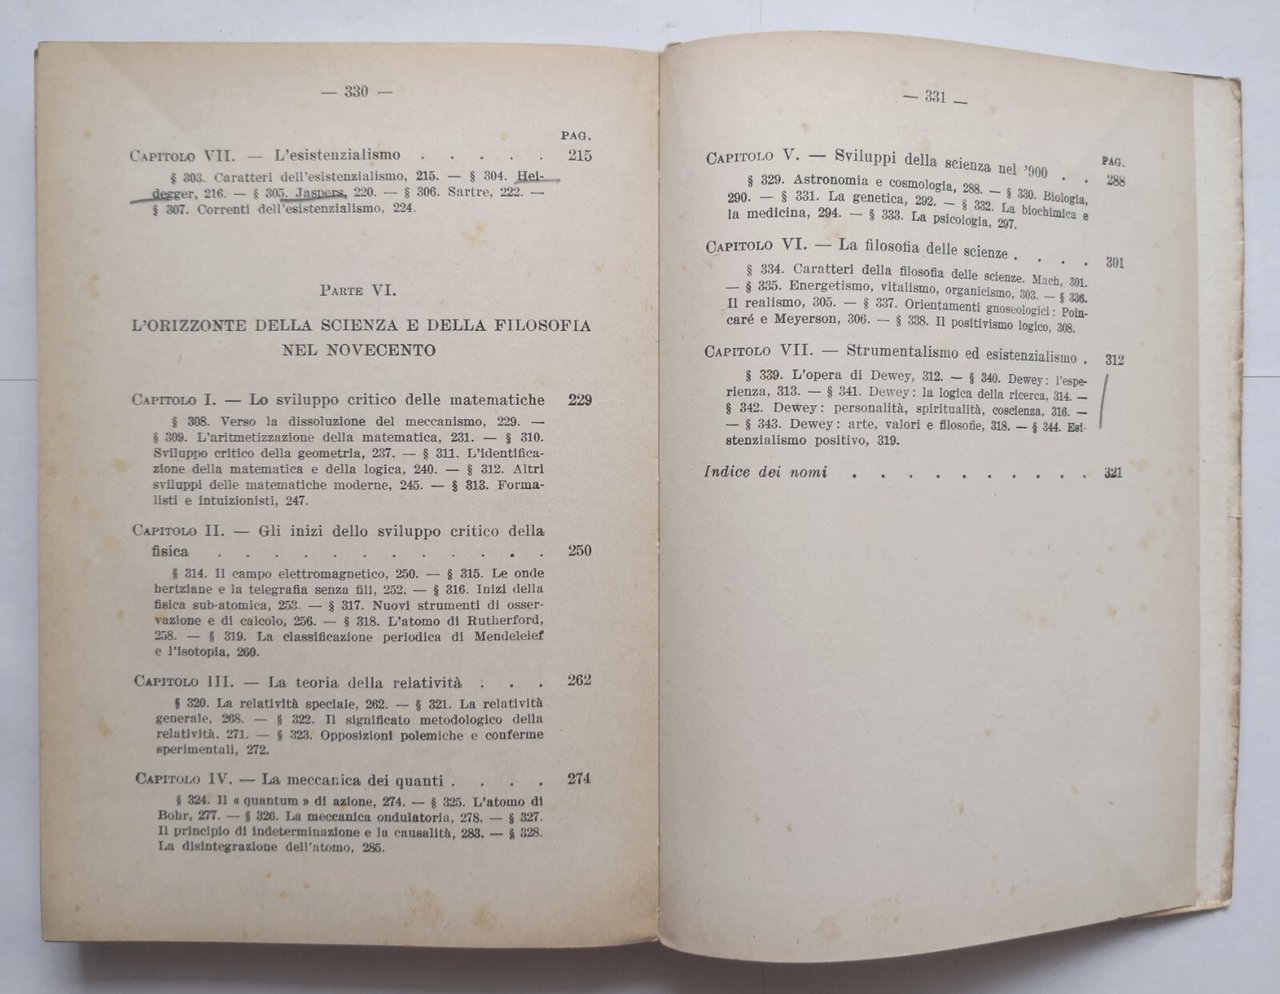 — 330 —
PAG.
CAPITOLO VII. — L'esistenzialismo . . . . . 215
§ 303. Caratteri dell'esistenzialismo, 215. — § 304. Hei-
degger, 216. — § 305. Jaspers, 220. — § 306. Sartre, 222. —
§ 307. Correnti dell'esistenzialismo, 224.
PARTE VI.
L'ORIZZONTE DELLA SCIENZA E DELLA FILOSOFIA
NEL NOVECENTO
CAPITOLO I. — Lo sviluppo critico delle matematiche 229
§ 308. Verso la dissoluzione del meccanismo, 229. —
§ 309. L'aritmetizzazione della matematica, 231. — § 310.
Sviluppo critico della geometria, 237. — § 311. L'identifica-
zione della matematica e della logica, 240. — § 312. Altri
sviluppi delle matematiche moderne, 245. — § 313. Forma-
listi e intuizionisti, 247.
CAPITOLO II. — Gli inizi dello sviluppo critico della
fisica . . . . . . . . . . . . . 250
§ 314. Il campo elettromagnetico, 250. — § 315. Le onde
hertziane e la telegrafia senza fili, 252. — § 316. Inizi della
fisica sub-atomica, 253. — § 317. Nuovi strumenti di osser-
vazione e di calcolo, 256. — § 318. L'atomo di Rutherford,
258. — § 319. La classificazione periodica di Mendeleief
e l'isotopia, 260.
CAPITOLO III. — La teoria della relatività . . . 262
§ 320. La relatività speciale, 262. — § 321. La relatività
generale, 268. — § 322. Il significato metodologico della
relatività. 271. — § 323. Opposizioni polemiche e conferme
sperimentali, 272.
CAPITOLO IV. — La meccanica dei quanti . . . . 274
§ 324. Il « quantum » di azione, 274. — § 325. L'atomo di
Bohr, 277. — § 326. La meccanica ondulatoria, 278. — § 327.
Il principio di indeterminazione e la causalità, 283. — § 328.
La disintegrazione dell'atomo, 285.
— 331 —
PAG.
CAPITOLO V. — Sviluppi della scienza nel '900 . . 288
§ 329. Astronomia e cosmologia, 288. — § 330. Biologia,
290. — § 331. La genetica, 292. — § 332. La biochimica e
la medicina, 294. — § 333. La psicologia, 297.
CAPITOLO VI. — La filosofia delle scienze . . . . 301
§ 334. Caratteri della filosofia delle scienze. Mach, 301.
— § 335. Energetismo, vitalismo, organicismo, 303. — § 336.
Il realismo, 305. — § 337. Orientamenti gnoseologici: Poin-
caré e Meyerson, 306. — § 338. Il positivismo logico, 308.
CAPITOLO VII. — Strumentalismo ed esistenzialismo . 312
§ 339. L'opera di Dewey, 312. — § 340. Dewey: l'espe-
rienza, 313. — § 341. Dewey: la logica della ricerca, 314. —
§ 342. Dewey: personalità, spiritualità, coscienza, 316. —
— § 343. Dewey: arte, valori e filosofie, 318. — § 344. Esi-
stenzialismo positivo, 319.
Indice dei nomi . . . . . . . . . . 321